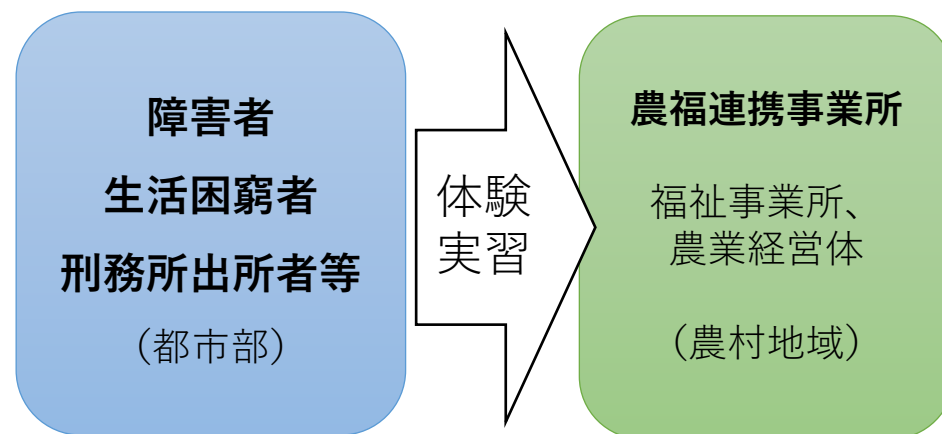 障害者
生活困窮者
刑務所出所者等
（都市部）
体験
実習
農福連携事業所
福祉事業所、
農業経営体
（農村地域）